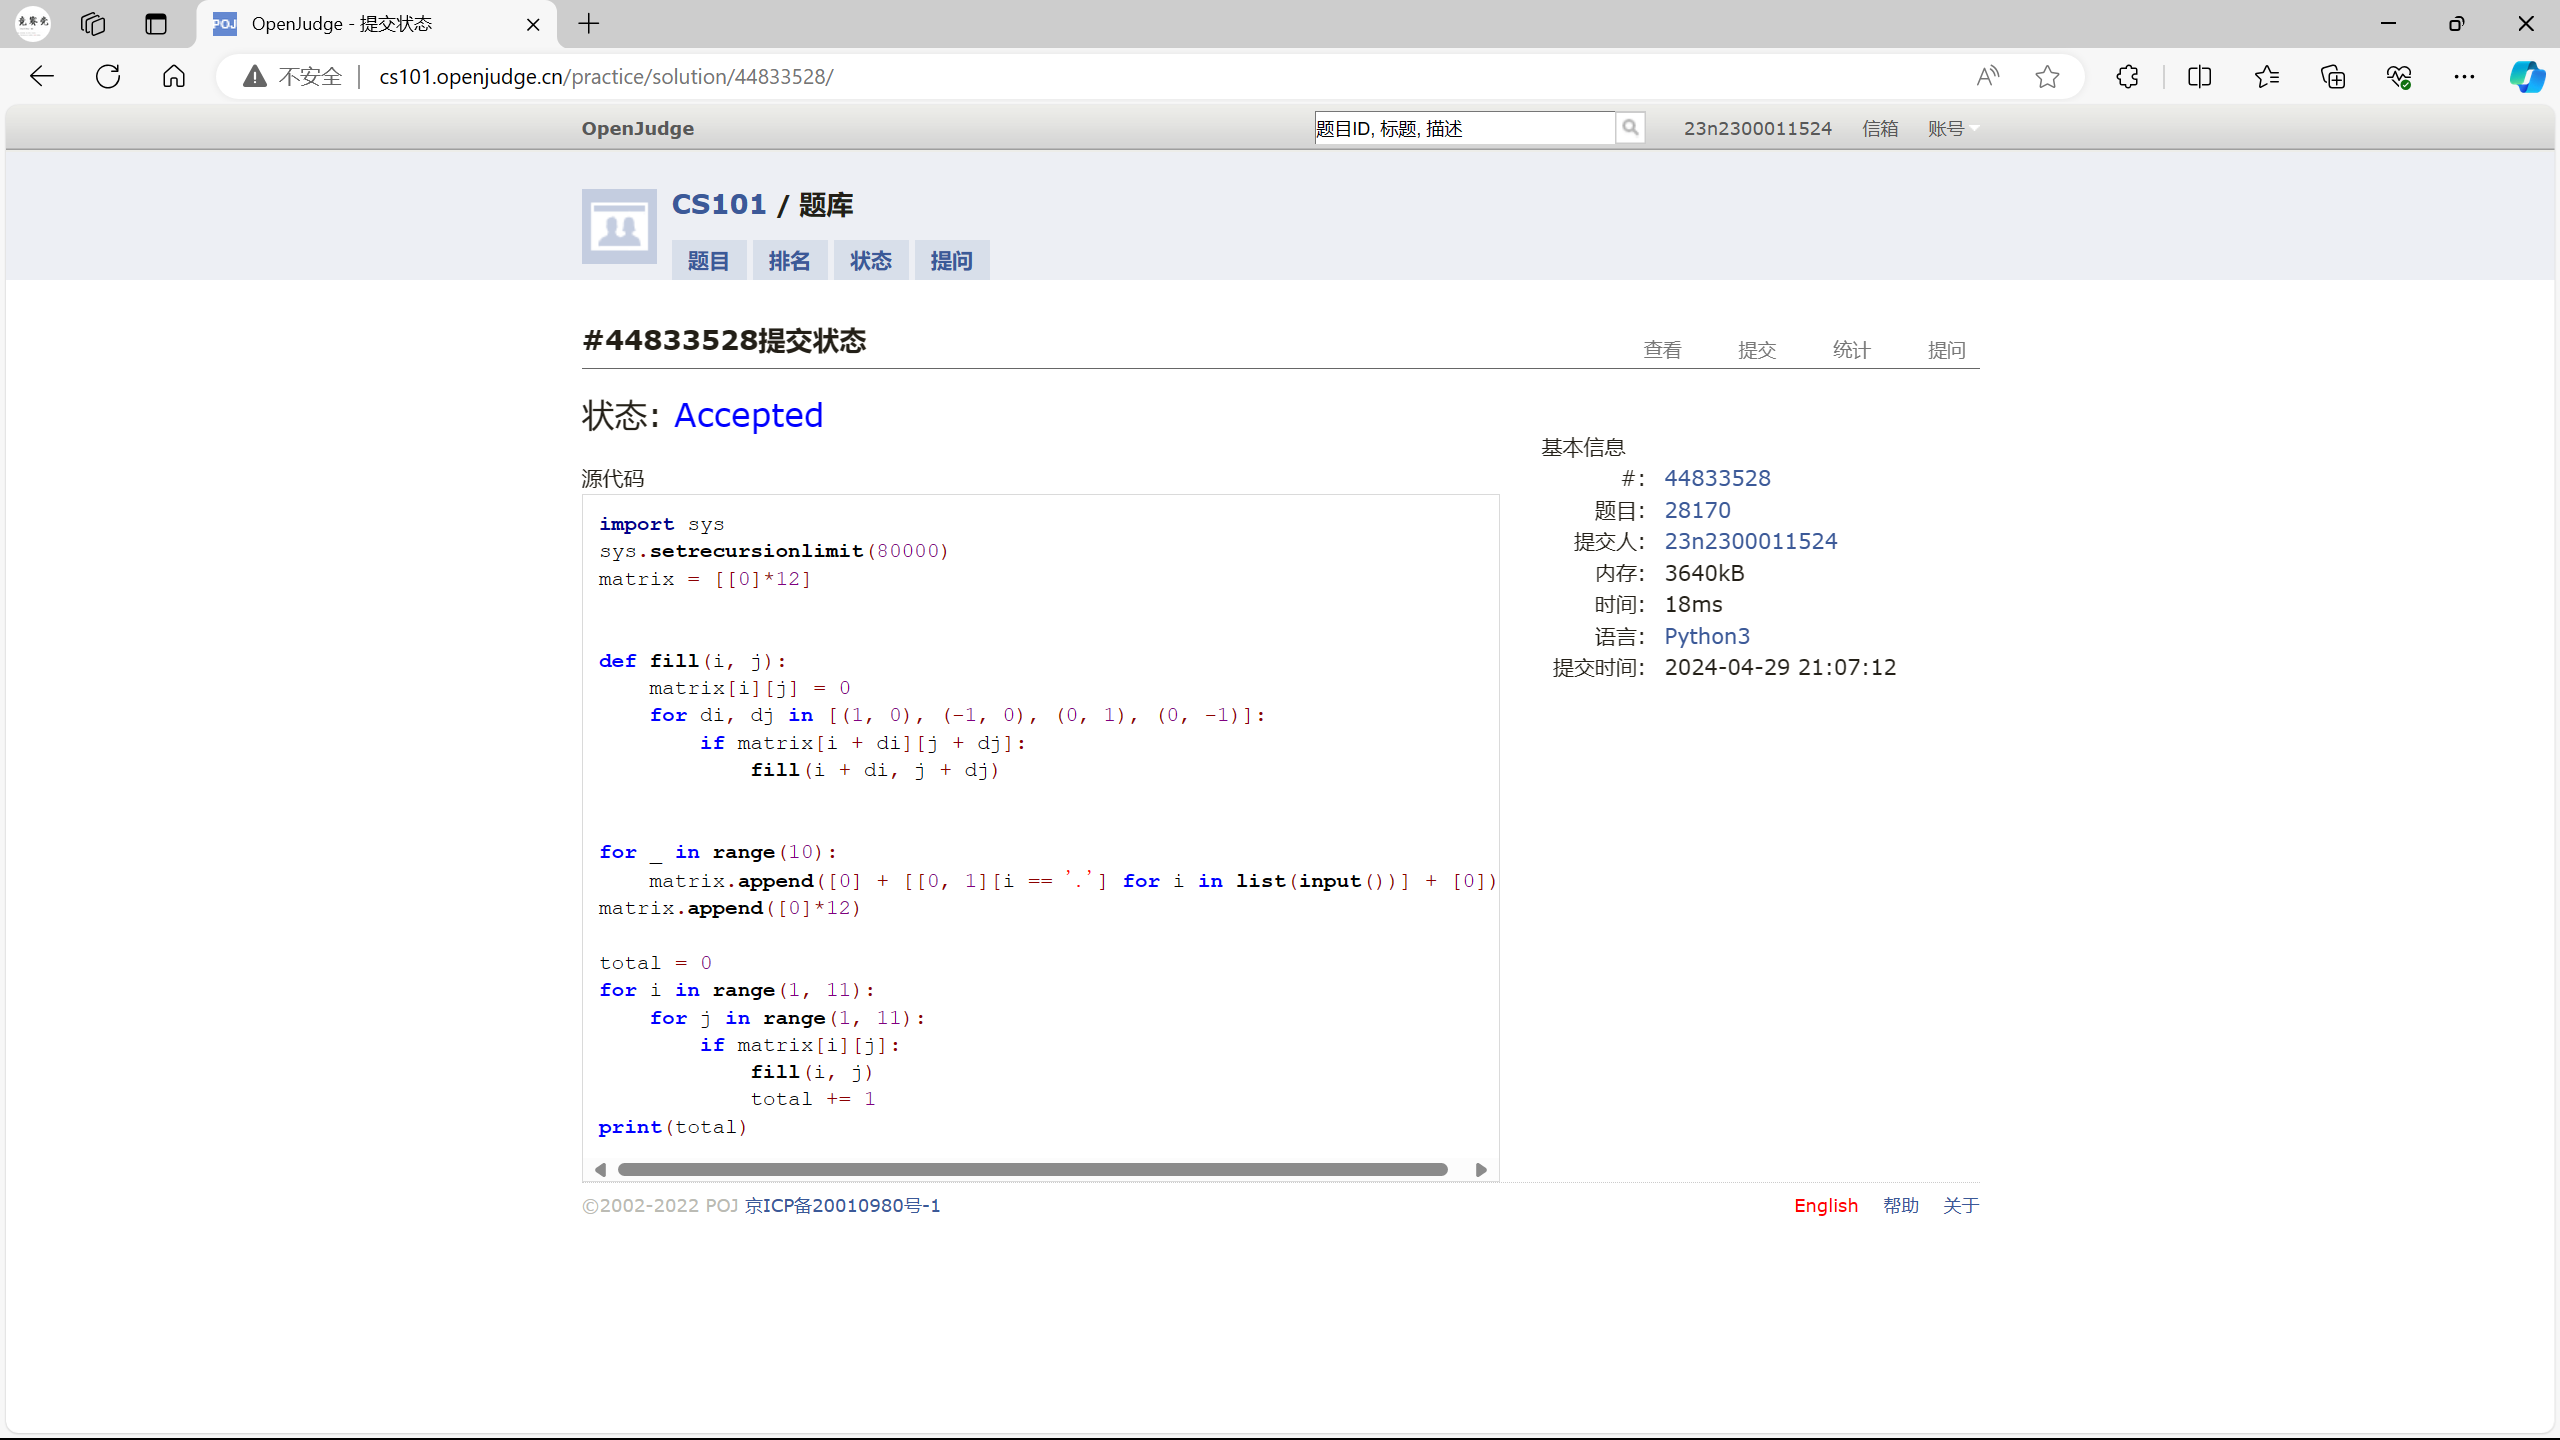 POJ OpenJudge - 提交状态
不安全 cs101.openjudge.cn/practice/solution/44833528/
OpenJudge 题目ID, 标题, 描述 23n2300011524 信箱 账号
CS101 / 题库
题目 排名 状态 提问
#44833528提交状态 查看 提交 统计 提问
状态: Accepted
源代码
import sys
sys.setrecursionlimit(80000)
matrix = [[0]*12]
def fill(i, j):
    matrix[i][j] = 0
    for di, dj in [(1, 0), (-1, 0), (0, 1), (0, -1)]:
        if matrix[i + di][j + dj]:
            fill(i + di, j + dj)
for _ in range(10):
    matrix.append([0] + [[0, 1][i == '.'] for i in list(input())] + [0])
matrix.append([0]*12)
total = 0
for i in range(1, 11):
    for j in range(1, 11):
        if matrix[i][j]:
            fill(i, j)
            total += 1
print(total)
基本信息
#: 44833528
题目: 28170
提交人: 23n2300011524
内存: 3640kB
时间: 18ms
语言: Python3
提交时间: 2024-04-29 21:07:12
©2002-2022 POJ 京ICP备20010980号-1 English 帮助 关于